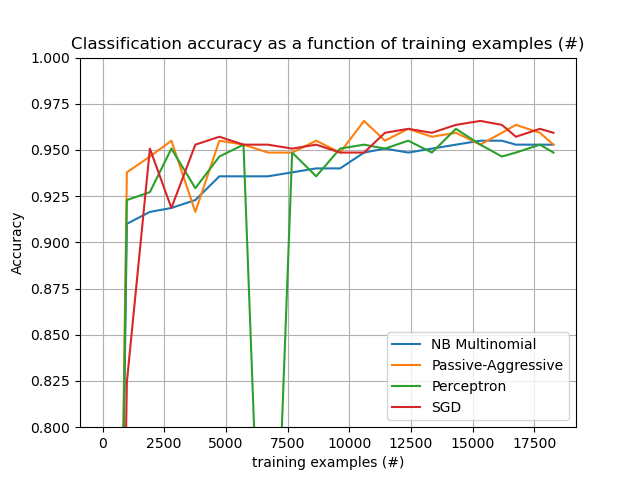 Classification accuracy as a function of training examples (#)
1.000
0.975
0.950
0.925
0.900
0.875
0.850
0.825
0.800
Accuracy
NB Multinomial
Passive-Aggressive
Perceptron
SGD
0 2500 5000 7500 10000 12500 15000 17500
training examples (#)